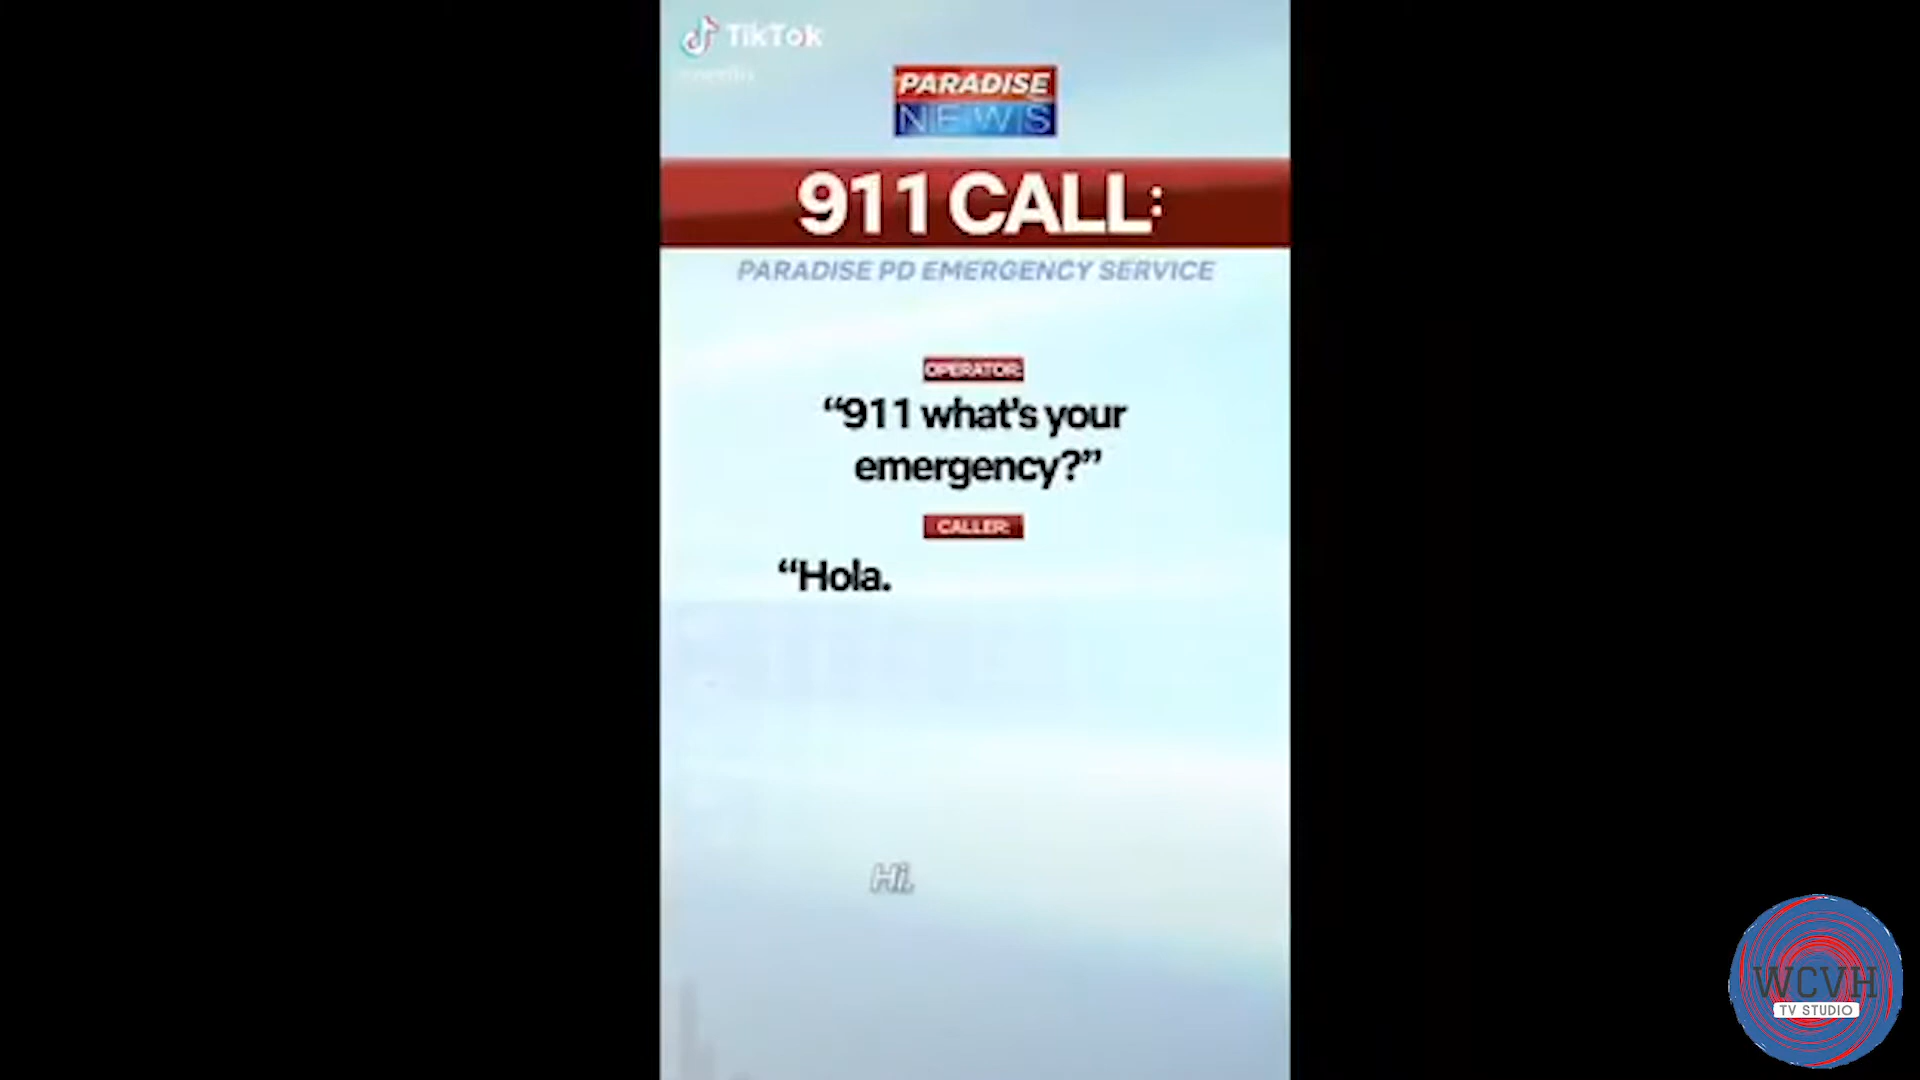 TikTok
PARADISE
NEWS
911 CALL:
PARADISE PD EMERGENCY SERVICE
OPERATOR:
“911 what's your
emergency?”
CALLER:
“Hola.
Hi.
WCVH
TV STUDIO